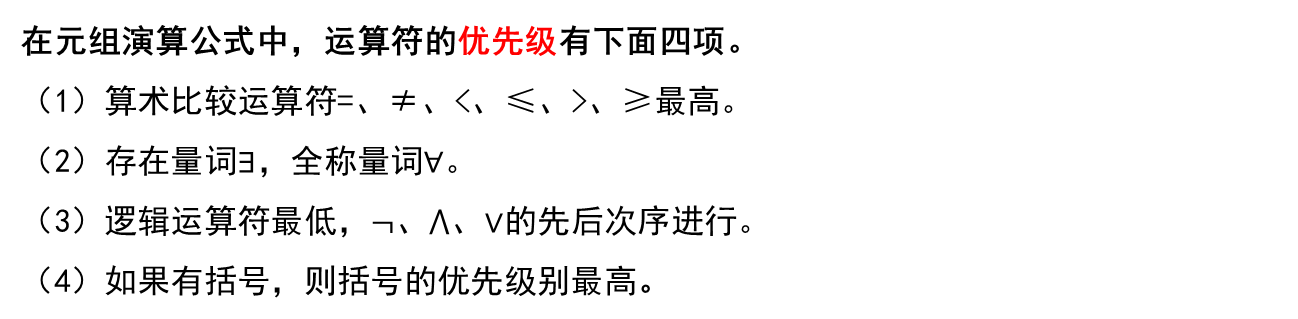 在元组演算公式中，运算符的优先级有下面四项。
（1）算术比较运算符=、≠、<、≤、>、≥最高。
（2）存在量词∃，全称量词∀。
（3）逻辑运算符最低，¬、∧、∨的先后次序进行。
（4）如果有括号，则括号的优先级别最高。